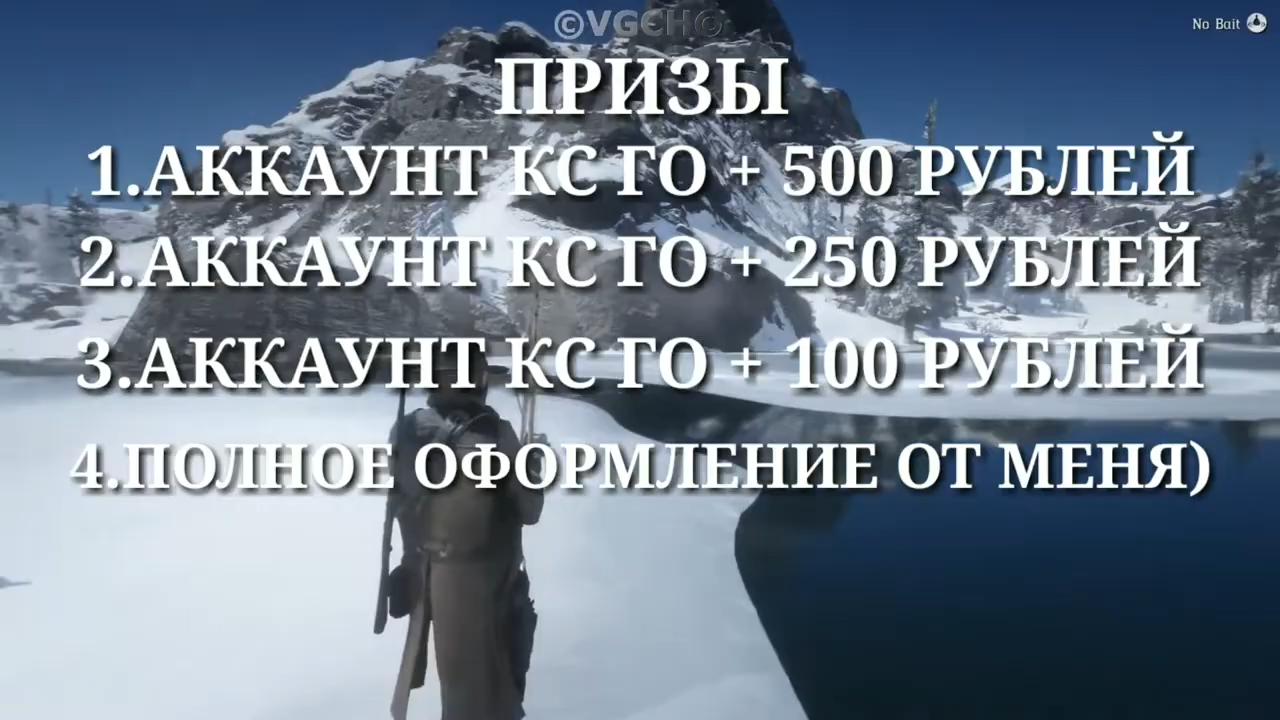 ©VGCHO
No Bait
ПРИЗЫ
1.АККАУНТ КС ГО + 500 РУБЛЕЙ
2.АККАУНТ КС ГО + 250 РУБЛЕЙ
3.АККАУНТ КС ГО + 100 РУБЛЕЙ
4.ПОЛНОЕ ОФОРМЛЕНИЕ ОТ МЕНЯ)